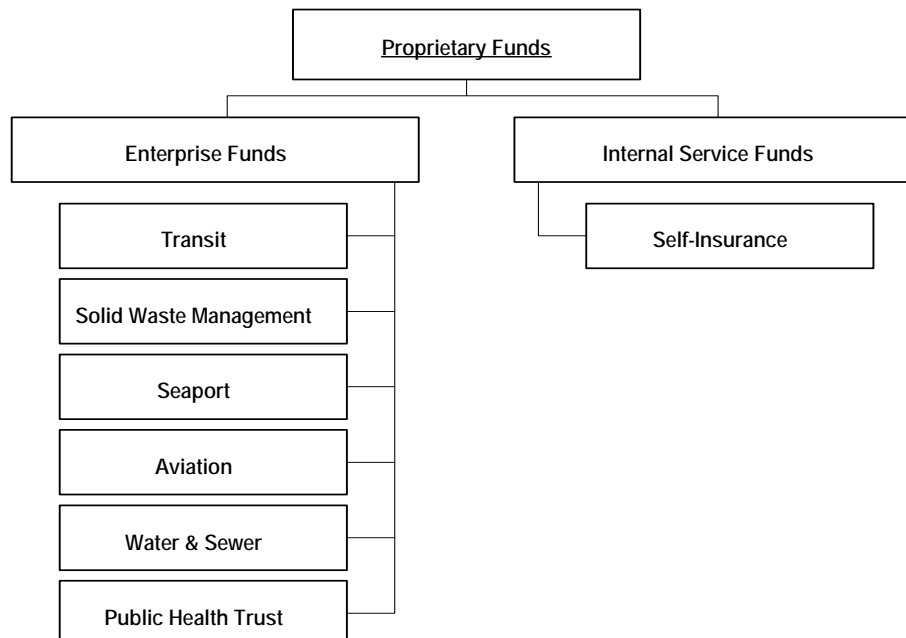 Proprietary Funds
Enterprise Funds
Internal Service Funds
Transit
Self-Insurance
Solid Waste Management
Seaport
Aviation
Water & Sewer
Public Health Trust